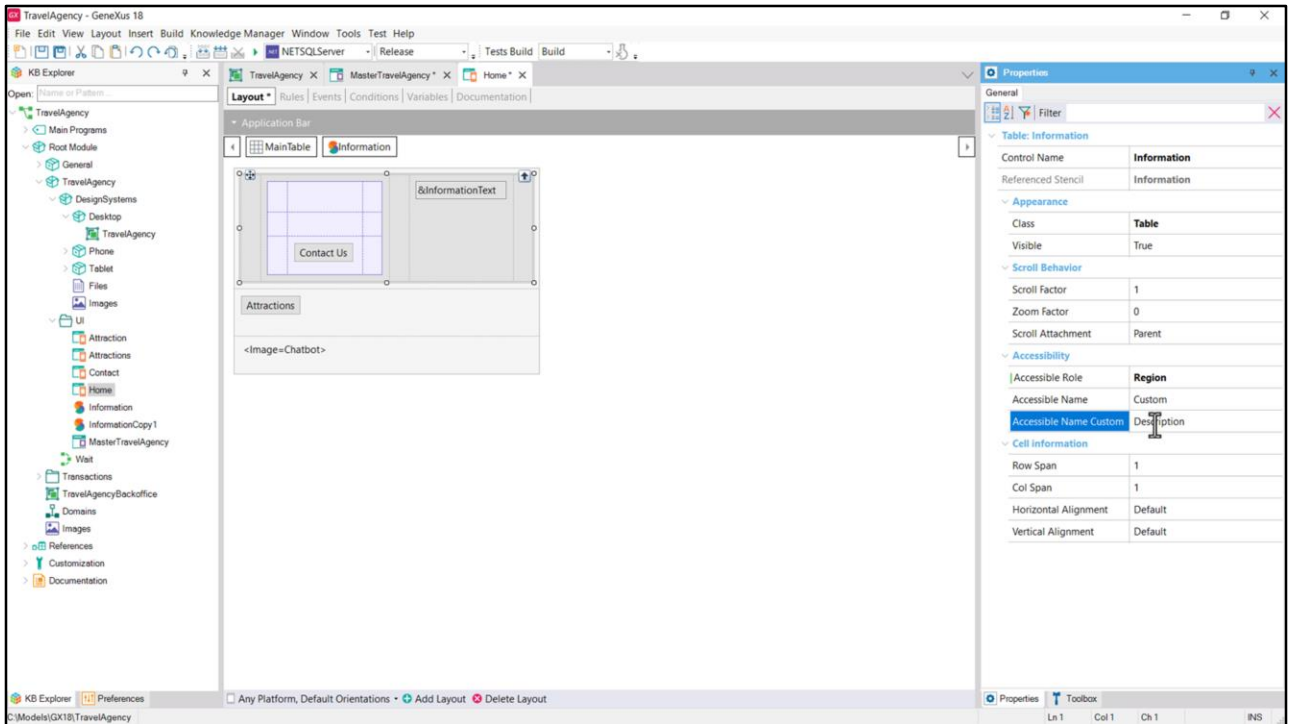 GX TravelAgency - GeneXus 18
File Edit View Layout Insert Build Knowledge Manager Window Tools Test Help
NETSQLServer Release Tests Build Build
KB Explorer
Open: Name or Pattern...
TravelAgency
Main Programs
Root Module
General
TravelAgency
DesignSystems
Desktop
TravelAgency
Phone
Tablet
Files
Images
UI
Attraction
Attractions
Contact
Home
Information
InformationCopy1
MasterTravelAgency
Wait
Transactions
TravelAgencyBackoffice
Domains
Images
References
Customization
Documentation
KB Explorer Preferences
TravelAgency X MasterTravelAgency* X Home* X
Layout * Rules Events Conditions Variables Documentation
Application Bar
MainTable Information
&InformationText
Contact Us
Attractions
<Image=Chatbot>
Any Platform, Default Orientations Add Layout Delete Layout
Properties
General
Filter
Table: Information
Control Name Information
Referenced Stencil Information
Appearance
Class Table
Visible True
Scroll Behavior
Scroll Factor 1
Zoom Factor 0
Scroll Attachment Parent
Accessibility
Accessible Role Region
Accessible Name Custom
Accessible Name Custom Description
Cell information
Row Span 1
Col Span 1
Horizontal Alignment Default
Vertical Alignment Default
Properties Toolbox
C:\Models\GX18\TravelAgency Ln 1 Col 1 Ch 1 INS